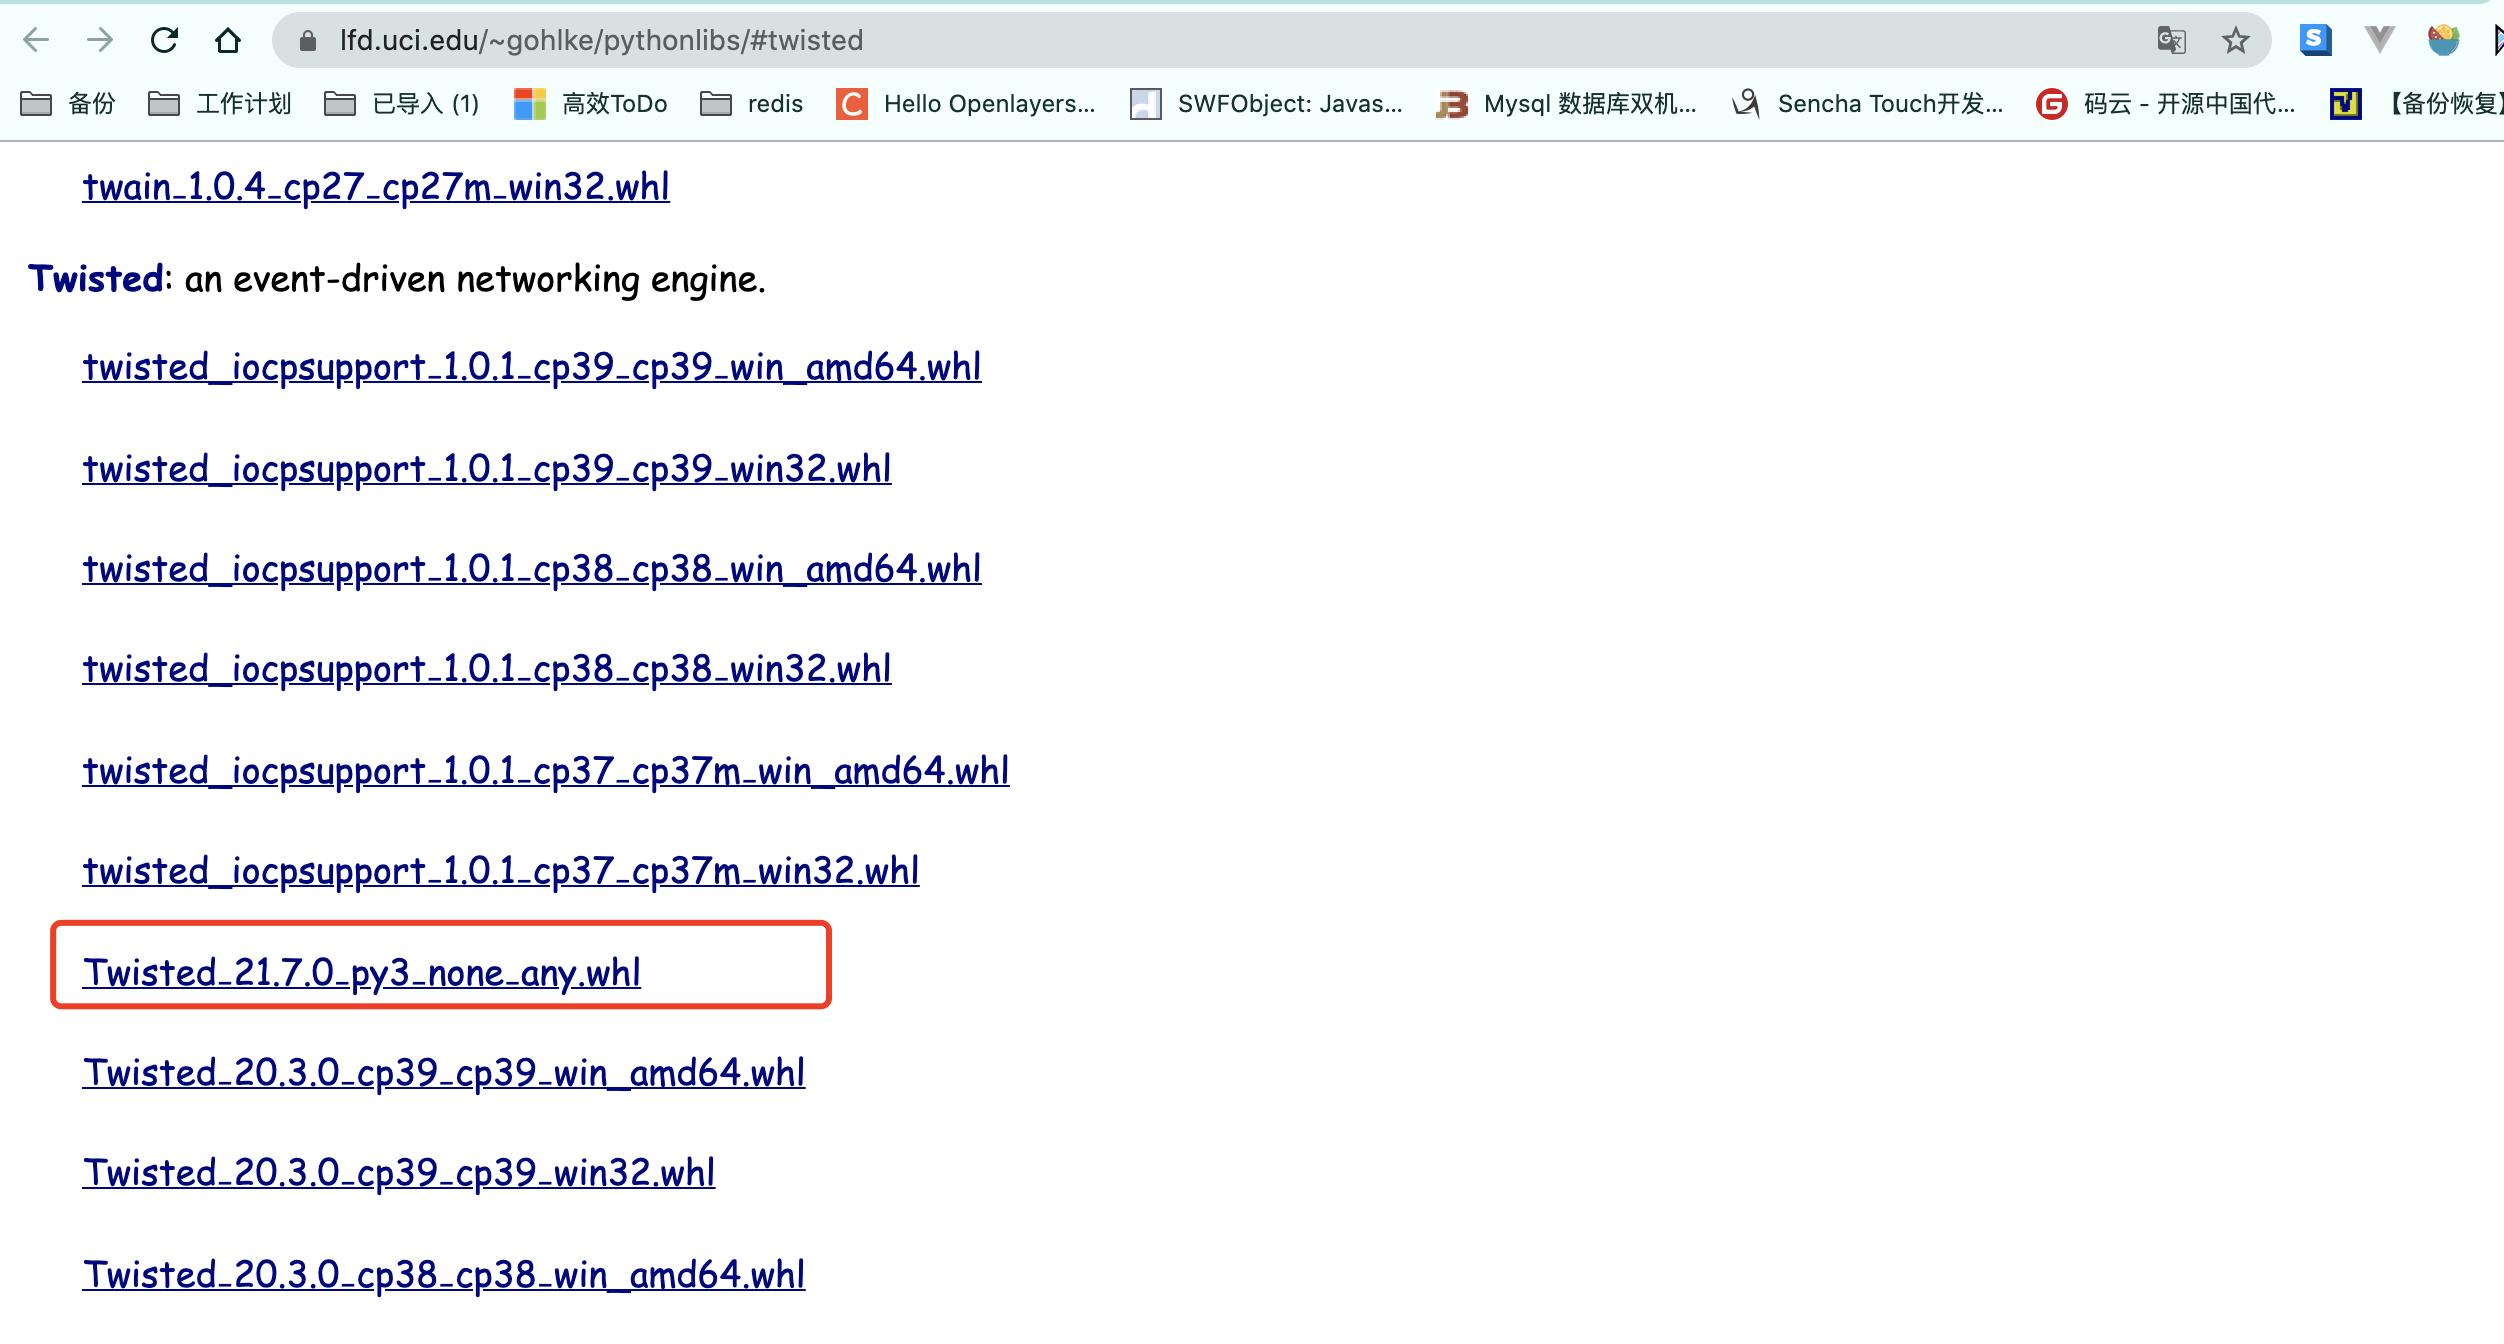 lfd.uci.edu/~gohlke/pythonlibs/#twisted
备份 工作计划 已导入 (1) 高效ToDo redis Hello Openlayers... SWFObject: Javas... Mysql 数据库双机... Sencha Touch开发... 码云 - 开源中国代... 【备份恢复】
twain‑1.0.4‑cp27‑cp27m‑win32.whl
Twisted: an event-driven networking engine.
twisted_iocpsupport‑1.0.1‑cp39‑cp39‑win_amd64.whl
twisted_iocpsupport‑1.0.1‑cp39‑cp39‑win32.whl
twisted_iocpsupport‑1.0.1‑cp38‑cp38‑win_amd64.whl
twisted_iocpsupport‑1.0.1‑cp38‑cp38‑win32.whl
twisted_iocpsupport‑1.0.1‑cp37‑cp37m‑win_amd64.whl
twisted_iocpsupport‑1.0.1‑cp37‑cp37m‑win32.whl
Twisted‑21.7.0‑py3‑none‑any.whl
Twisted‑20.3.0‑cp39‑cp39‑win_amd64.whl
Twisted‑20.3.0‑cp39‑cp39‑win32.whl
Twisted‑20.3.0‑cp38‑cp38‑win_amd64.whl